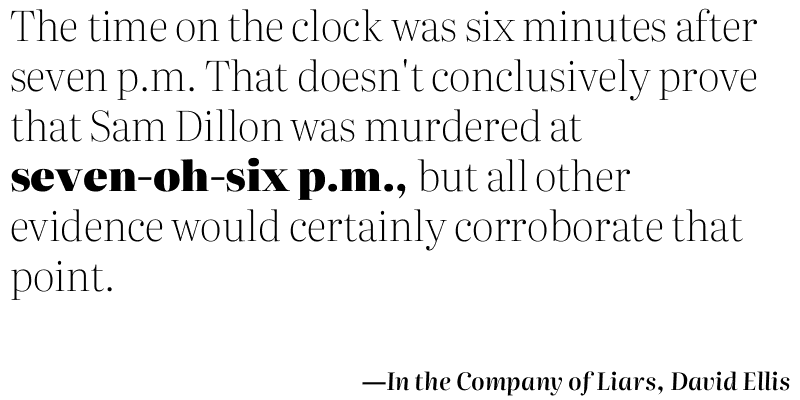 The time on the clock was six minutes after
seven p.m. That doesn't conclusively prove
that Sam Dillon was murdered at
seven-oh-six p.m., but all other
evidence would certainly corroborate that
point.
—In the Company of Liars, David Ellis